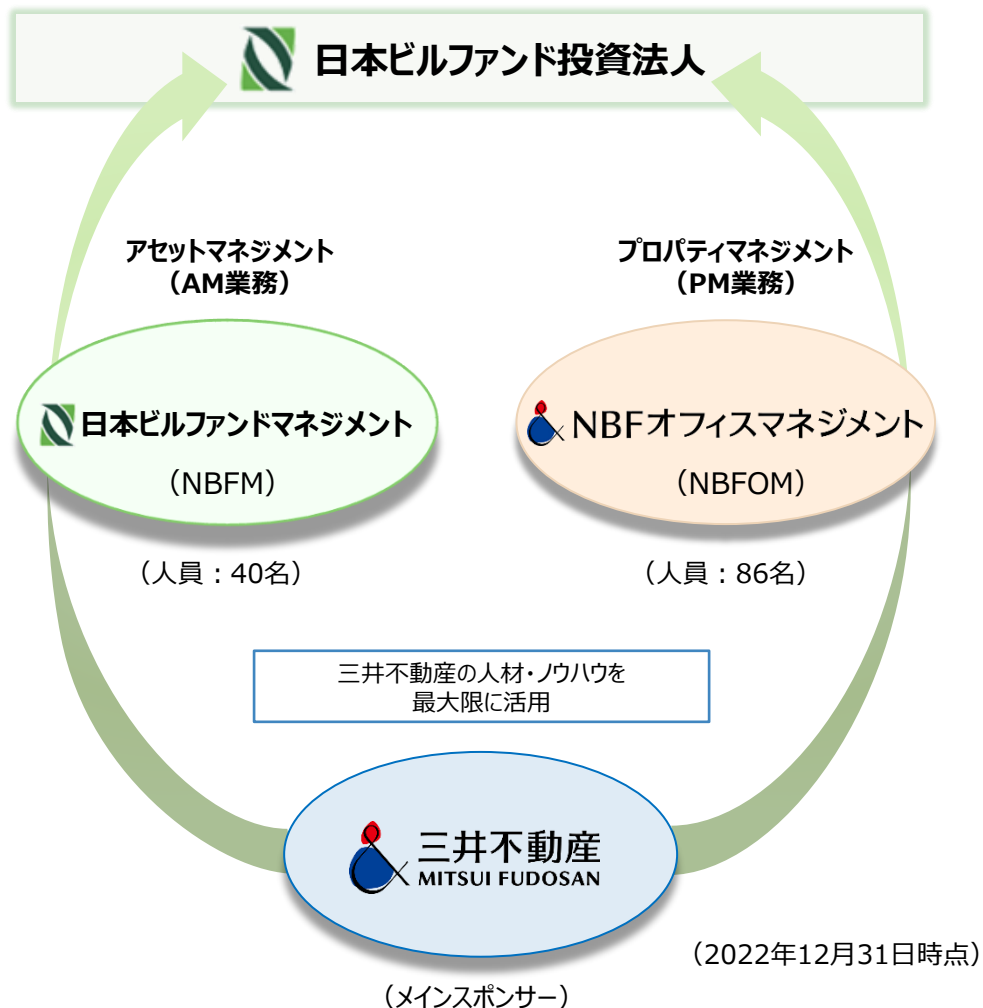 日本ビルファンド投資法人
アセットマネジメント
（AM業務）
プロパティマネジメント
（PM業務）
日本ビルファンドマネジメント
（NBFM）
NBFオフィスマネジメント
（NBFOM）
（人員：40名）
（人員：86名）
三井不動産の人材・ノウハウを
最大限に活用
三井不動産
MITSUI FUDOSAN
（2022年12月31日時点）
（メインスポンサー）